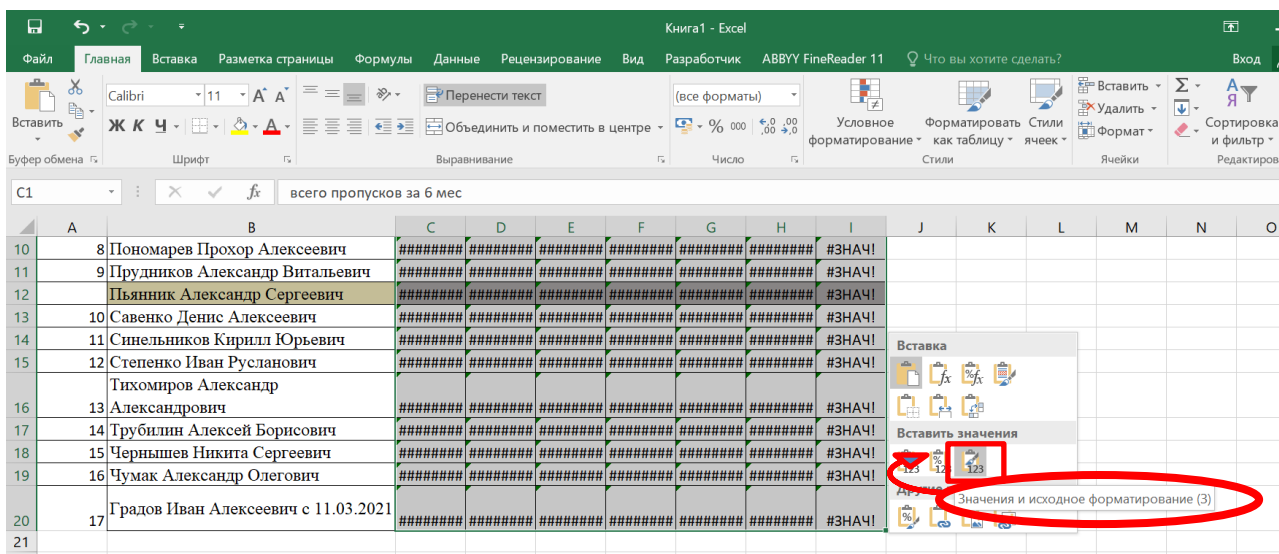 Книга1 - Excel
Файл Главная Вставка Разметка страницы Формулы Данные Рецензирование Вид Разработчик ABBYY FineReader 11 Что вы хотите сделать? Вход
Calibri 11 Перенести текст (все форматы) Вставить
Вставить Условное форматирование Форматировать как таблицу Стили ячеек Удалить Сортировка и фильтр
Ж К Ч Объединить и поместить в центре % 000 Формат
Буфер обмена Шрифт Выравнивание Число Стили Ячейки Редактиров
C1 fx всего пропусков за 6 мес
A B C D E F G H I J K L M N O
10 8 Пономарев Прохор Алексеевич ######## ######## ######## ######## ######## ######## #ЗНАЧ!
11 9 Прудников Александр Витальевич ######## ######## ######## ######## ######## ######## #ЗНАЧ!
12 Пьянник Александр Сергеевич ######## ######## ######## ######## ######## ######## #ЗНАЧ!
13 10 Савенко Денис Алексеевич ######## ######## ######## ######## ######## ######## #ЗНАЧ!
14 11 Синельников Кирилл Юрьевич ######## ######## ######## ######## ######## ######## #ЗНАЧ!
15 12 Степенко Иван Русланович ######## ######## ######## ######## ######## ######## #ЗНАЧ!
Тихомиров Александр
16 13 Александрович ######## ######## ######## ######## ######## ######## #ЗНАЧ!
17 14 Трубилин Алексей Борисович ######## ######## ######## ######## ######## ######## #ЗНАЧ!
18 15 Чернышев Никита Сергеевич ######## ######## ######## ######## ######## ######## #ЗНАЧ!
19 16 Чумак Александр Олегович ######## ######## ######## ######## ######## ######## #ЗНАЧ!
Градов Иван Алексеевич с 11.03.2021
20 17 ######## ######## ######## ######## ######## ######## #ЗНАЧ!
21
Вставка
Вставить значения
123 123 123
Значения и исходное форматирование (З)